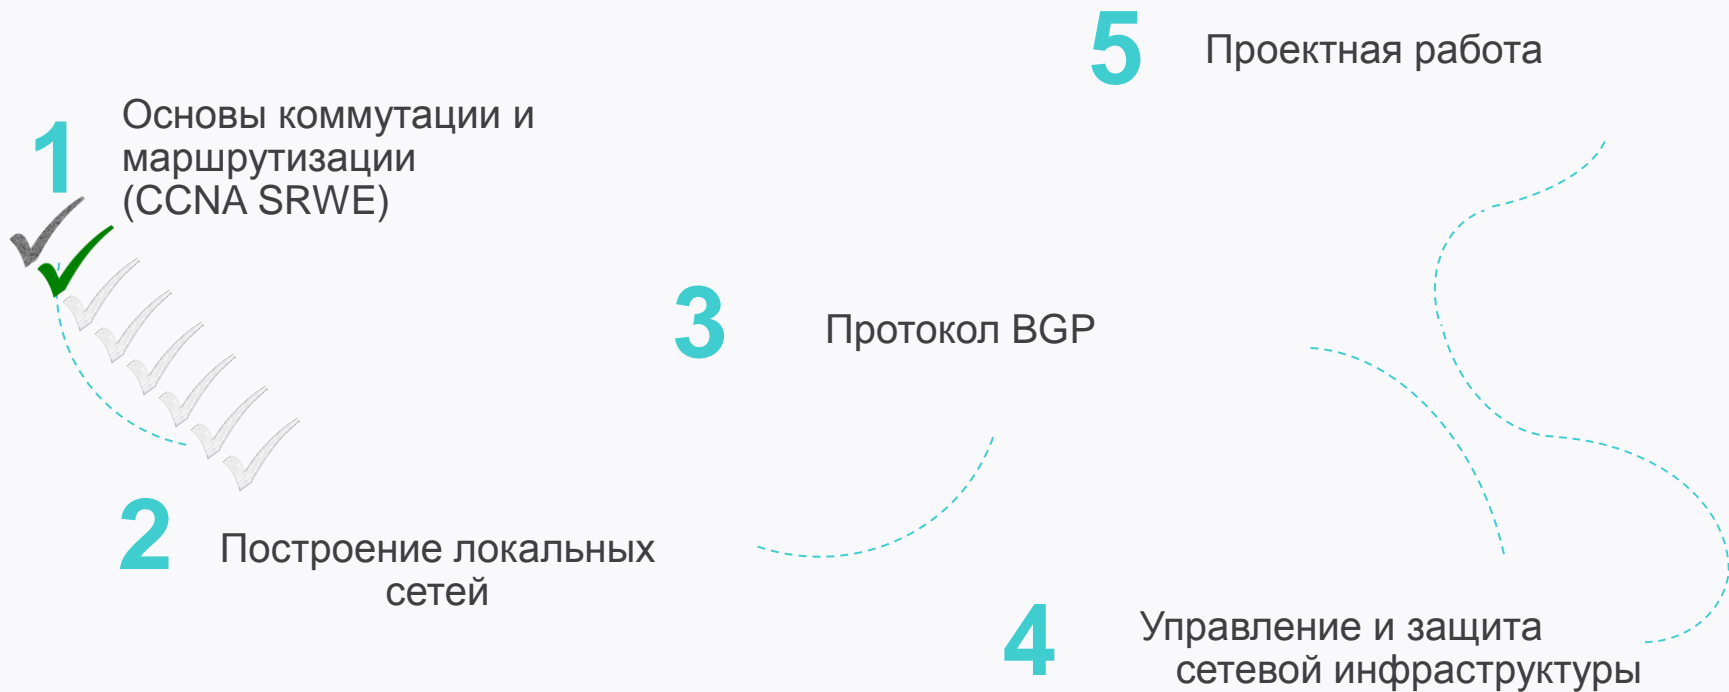 1
Основы коммутации и
маршрутизации
(CCNA SRWE)
2
Построение локальных
сетей
3
Протокол BGP
4
Управление и защита
сетевой инфраструктуры
5
Проектная работа